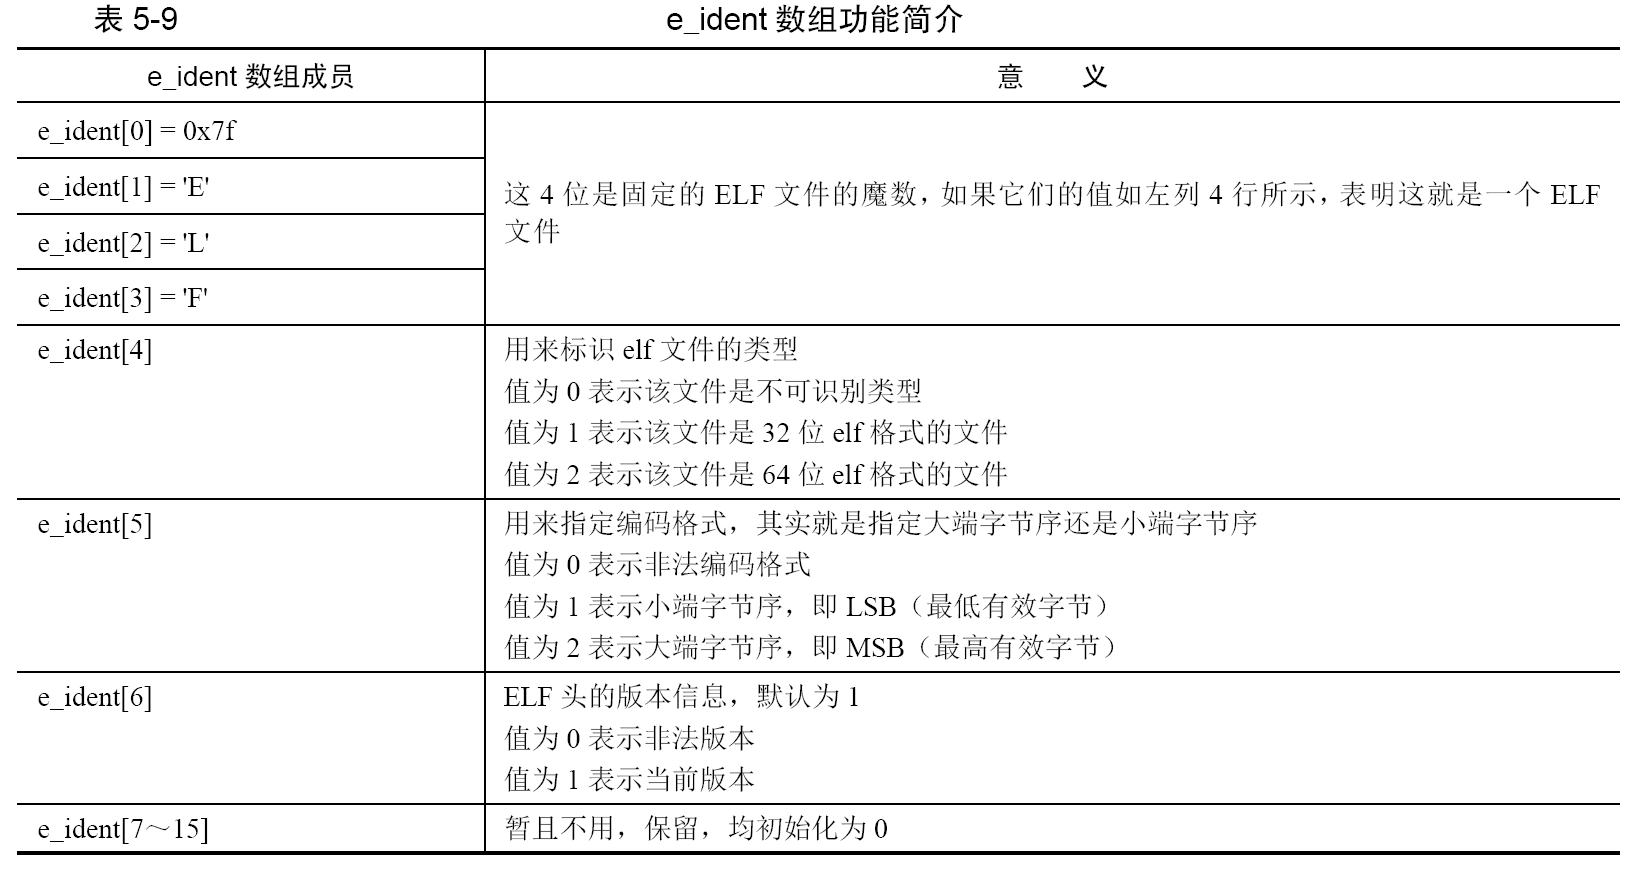 表 5-9 e_ident 数组功能简介
e_ident 数组成员 意 义
e_ident[0] = 0x7f
e_ident[1] = 'E'
e_ident[2] = 'L'
e_ident[3] = 'F'
这 4 位是固定的 ELF 文件的魔数，如果它们的值如左列 4 行所示，表明这就是一个 ELF
文件
e_ident[4] 用来标识 elf 文件的类型
值为 0 表示该文件是不可识别类型
值为 1 表示该文件是 32 位 elf 格式的文件
值为 2 表示该文件是 64 位 elf 格式的文件
e_ident[5] 用来指定编码格式，其实就是指定大端字节序还是小端字节序
值为 0 表示非法编码格式
值为 1 表示小端字节序，即 LSB（最低有效字节）
值为 2 表示大端字节序，即 MSB（最高有效字节）
e_ident[6] ELF 头的版本信息，默认为 1
值为 0 表示非法版本
值为 1 表示当前版本
e_ident[7～15] 暂且不用，保留，均初始化为 0